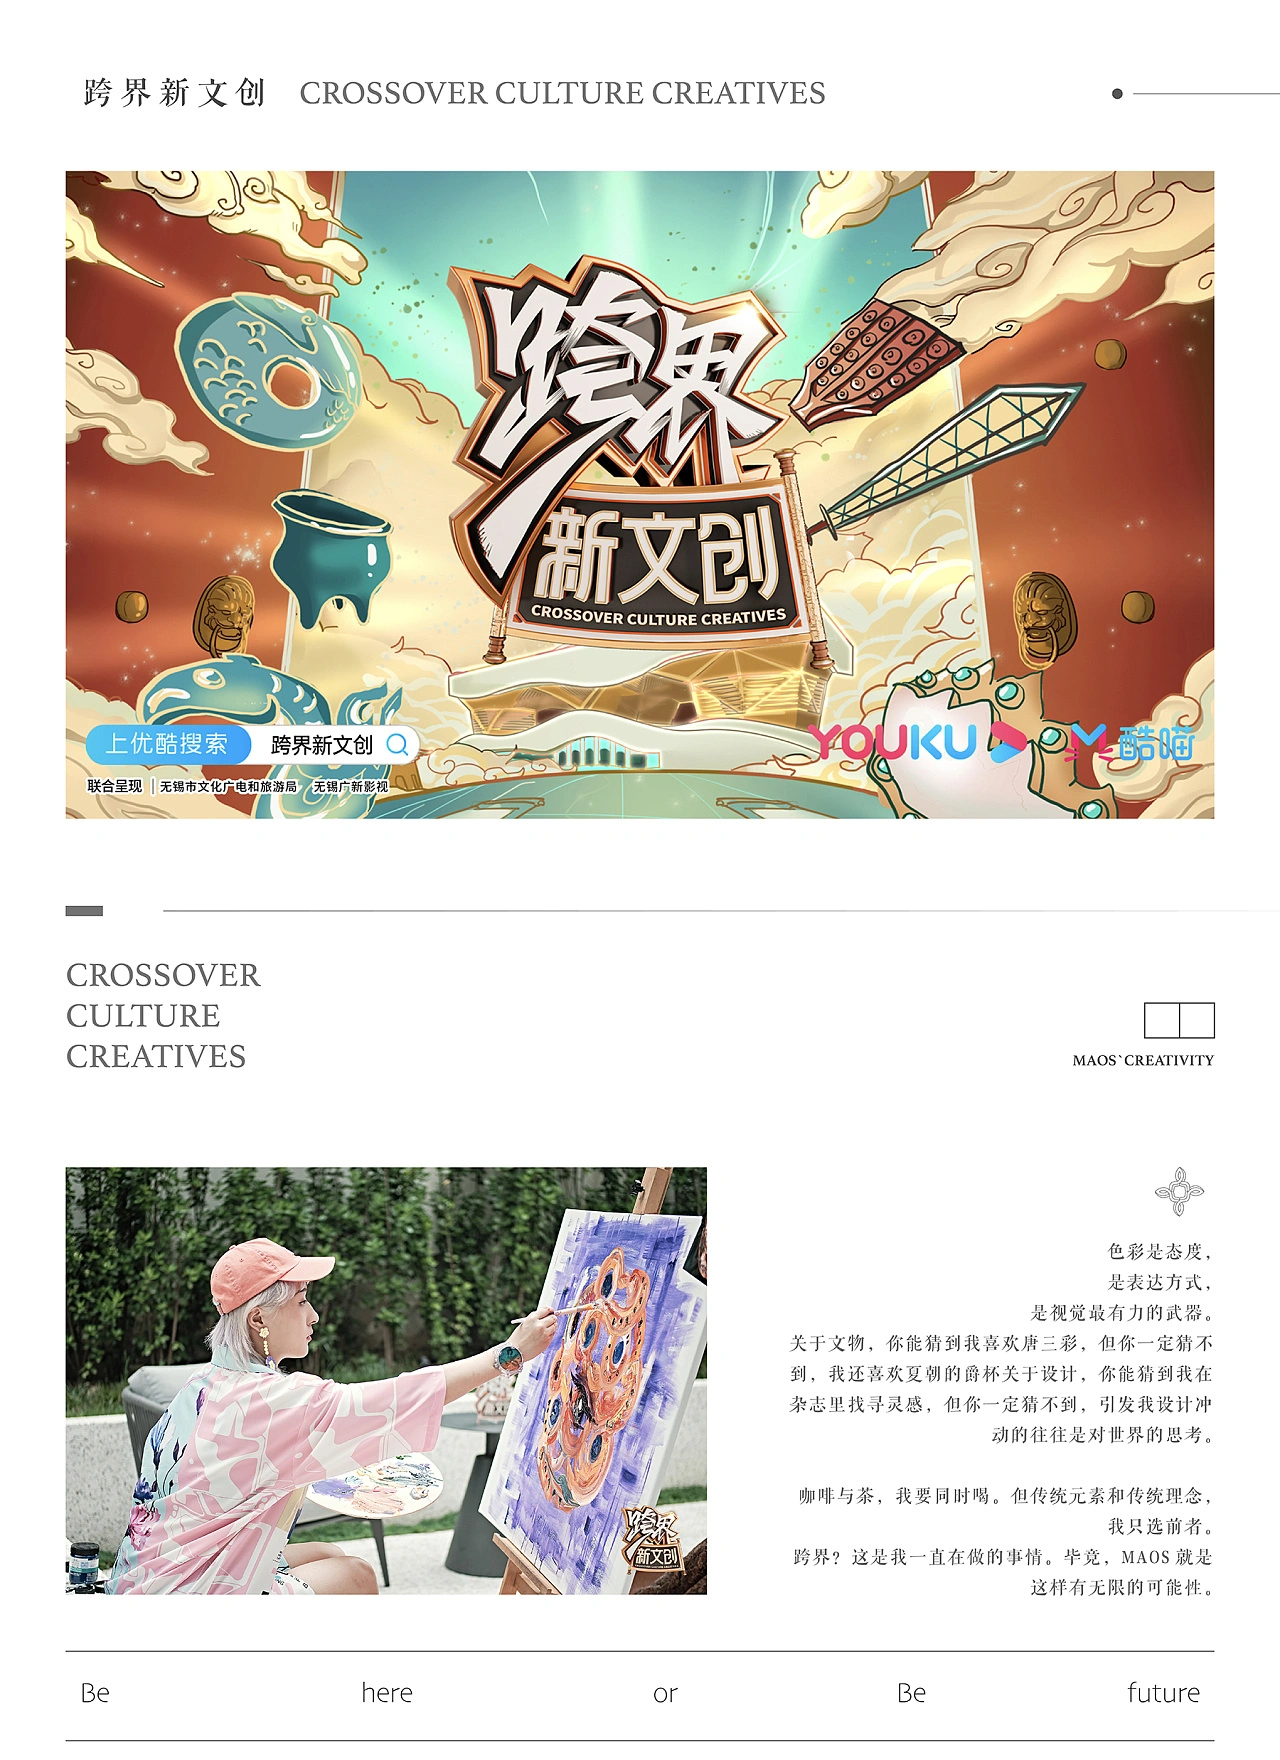 跨界新文创 CROSSOVER CULTURE CREATIVES
跨界
新文创
CROSSOVER CULTURE CREATIVES
上优酷搜索 跨界新文创
YOUKU 酷喵
联合呈现 | 无锡市文化广电和旅游局 无锡广新影视
CROSSOVER
CULTURE
CREATIVES
MAOS`CREATIVITY
色彩是态度，
是表达方式，
是视觉最有力的武器。
关于文物，你能猜到我喜欢唐三彩，但你一定猜不
到，我还喜欢夏朝的爵杯关于设计，你能猜到我在
杂志里找寻灵感，但你一定猜不到，引发我设计冲
动的往往是对世界的思考。
咖啡与茶，我要同时喝。但传统元素和传统理念，
我只选前者。
跨界？这是我一直在做的事情。毕竟，MAOS 就是
这样有无限的可能性。
跨界
新文创
Be here or Be future